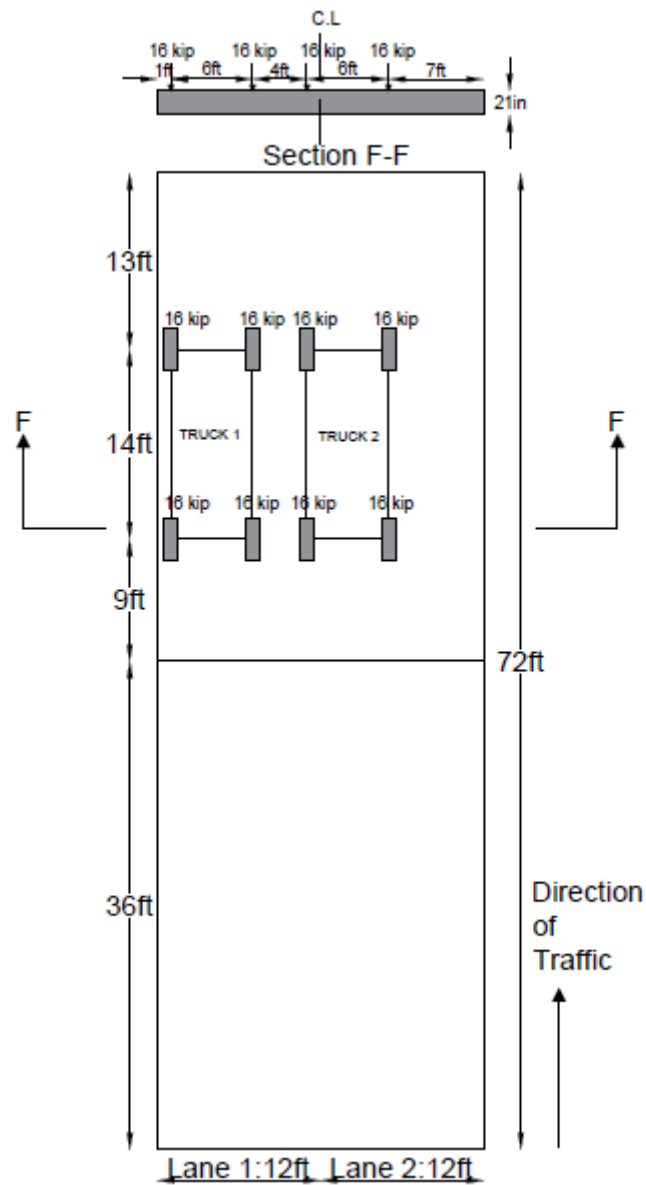 C.L
16 kip 16 kip 16 kip 16 kip
1ft 6ft 4ft 6ft 7ft
21in
Section F-F
13ft
16 kip 16 kip 16 kip 16 kip
F F
14ft
TRUCK 1 TRUCK 2
16 kip 16 kip 16 kip 16 kip
9ft
72ft
36ft
Direction
of
Traffic
Lane 1:12ft Lane 2:12ft